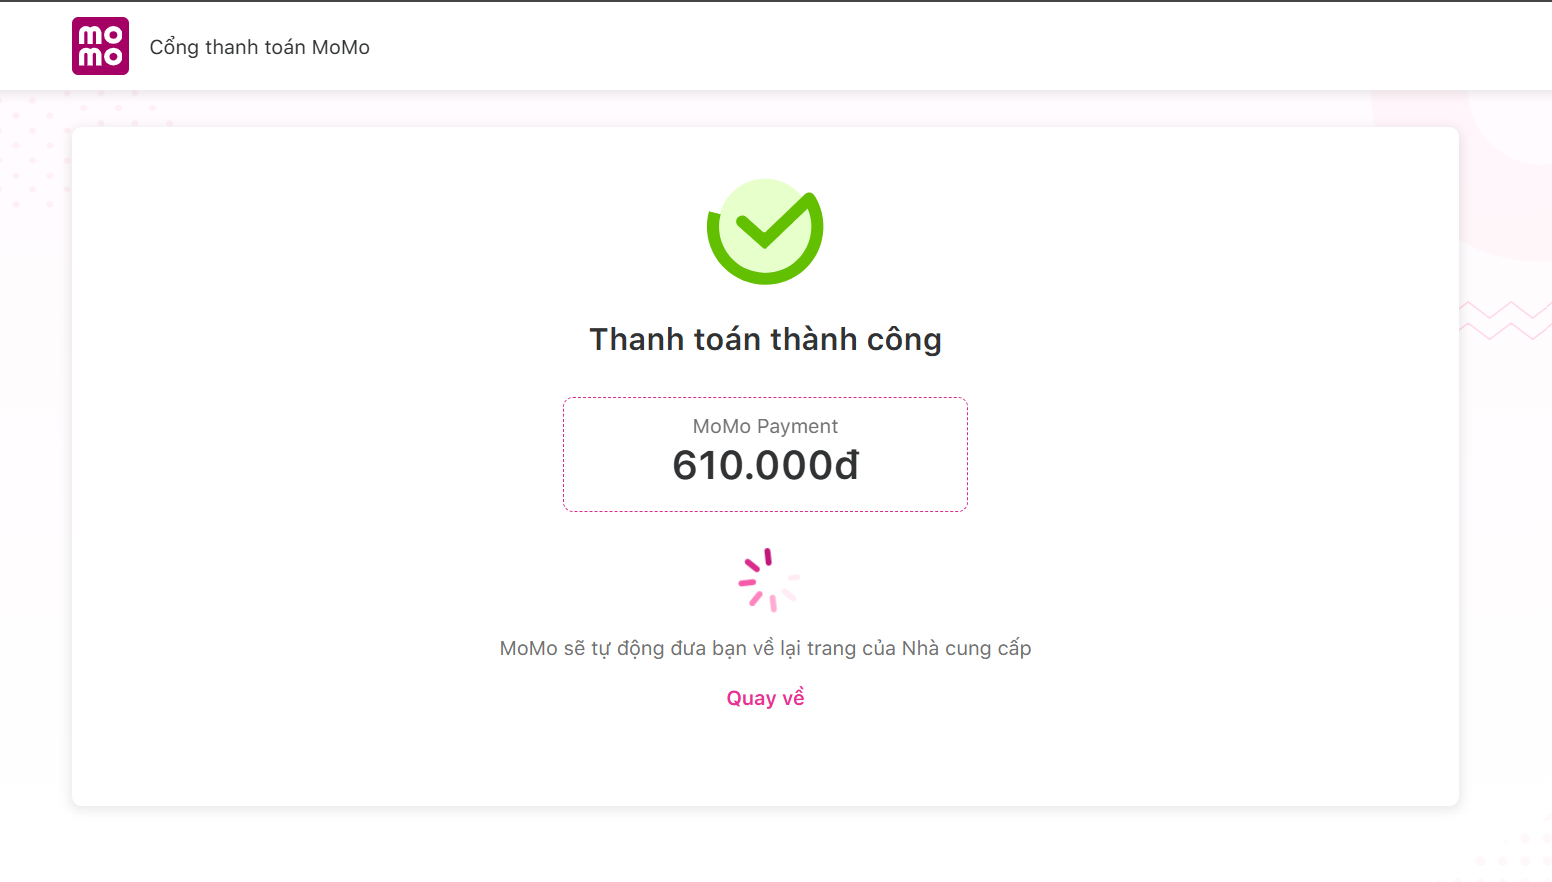 mo
mo
Cổng thanh toán MoMo
Thanh toán thành công
MoMo Payment
610.000đ
MoMo sẽ tự động đưa bạn về lại trang của Nhà cung cấp
Quay về